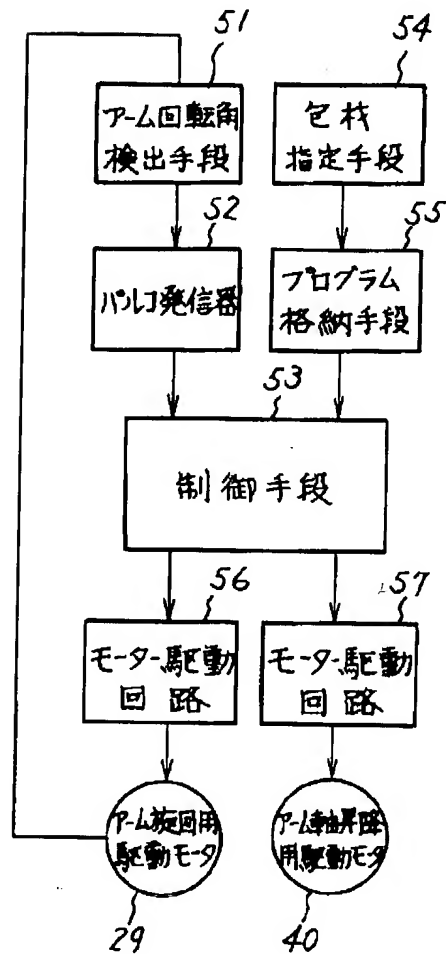 51
54
アーム回転角
検出手段
包材
指定手段
52
55
パルス発信器
プログラム
格納手段
53
制御手段
56
57
モーター駆動
回路
モーター駆動
回路
アーム旋回用
駆動モータ
アーム軸昇降
用駆動モータ
29
40